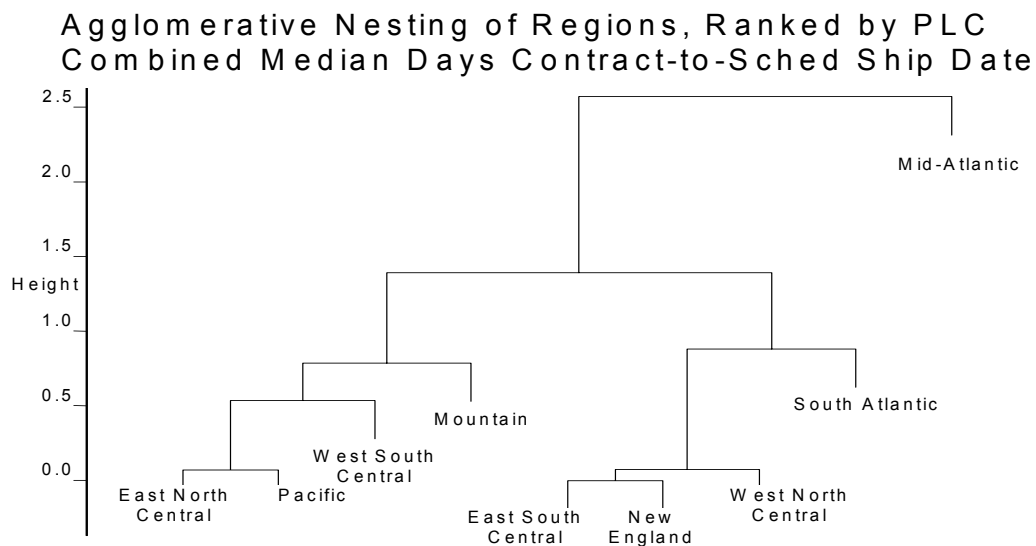 Agglomerative Nesting of Regions, Ranked by PLC
Combined Median Days Contract-to-Sched Ship Date
2.5
Mid-Atlantic
2.0
1.5
Height
1.0
0.5
South Atlantic
Mountain
West South
Central
0.0
East North
Central
Pacific
West North
Central
East South
Central
New
England